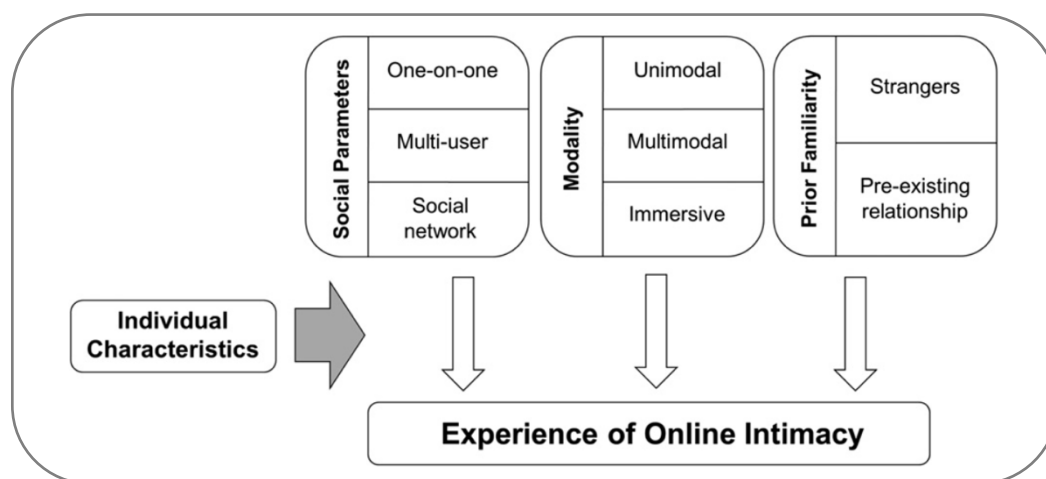 Social Parameters
One-on-one
Multi-user
Social
network
Modality
Unimodal
Multimodal
Immersive
Prior Familiarity
Strangers
Pre-existing
relationship
Individual
Characteristics
Experience of Online Intimacy